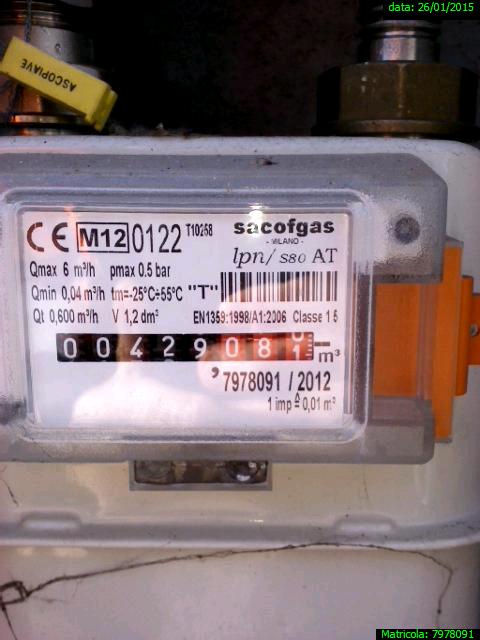 data: 26/01/2015
ASCOPIAVE
CE M12 0122 T10268
sacofgas
- MILANO -
lpn/ S80 AT
Qmax 6 m³/h pmax 0.5 bar
Qmin 0,04 m³/h tm=-25°C÷55°C "T"
Qt 0,600 m³/h V 1,2 dm³ EN1359:1998/A1:2006 Classe 1 5
0 0 4 2 9 0 8 1 m³
7978091 / 2012
1 imp ≙ 0,01 m³
Matricola: 7978091